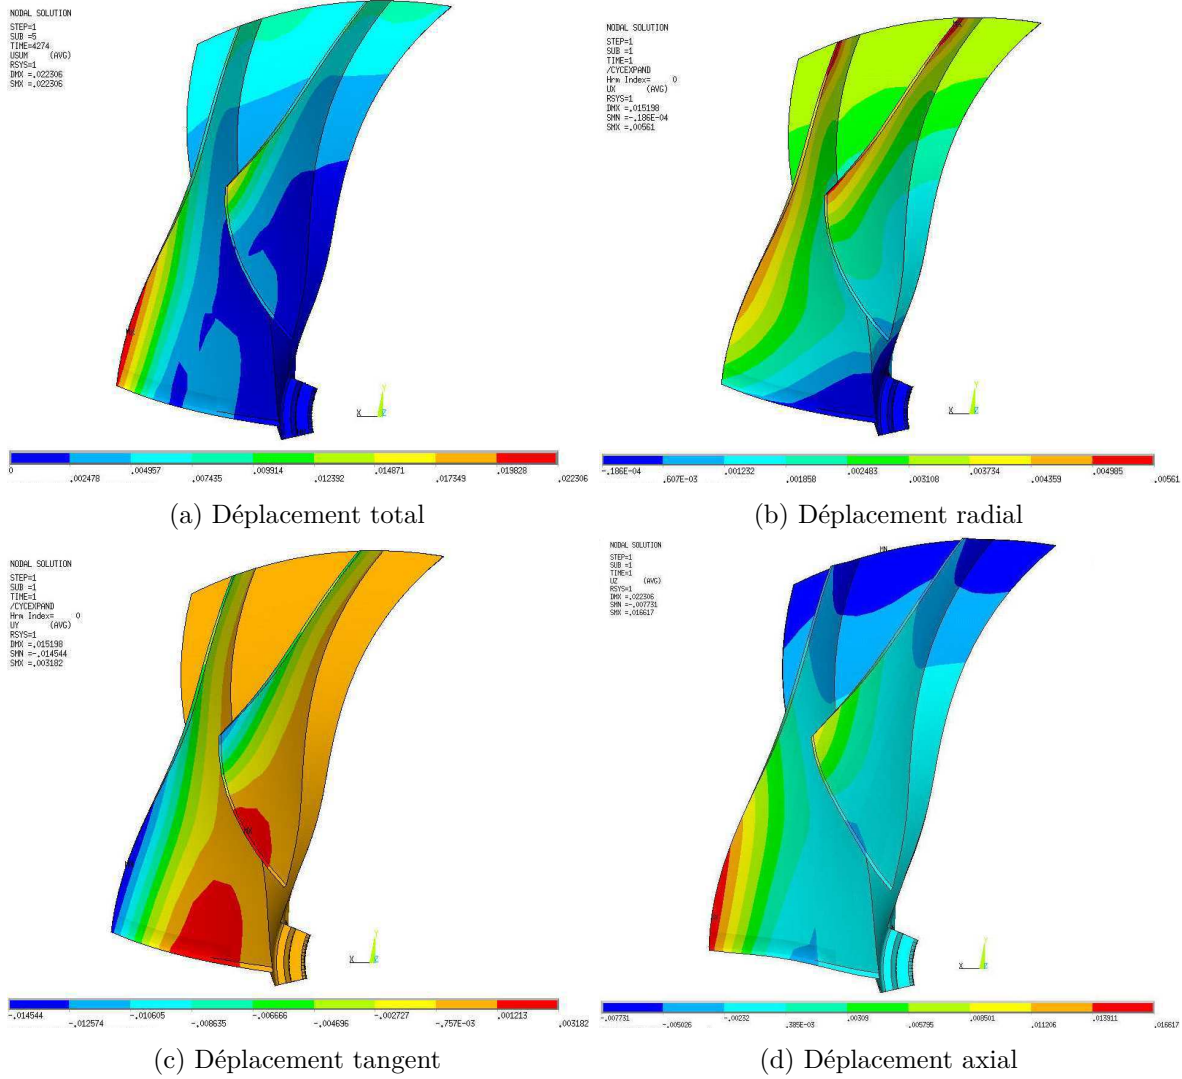 NODAL SOLUTION
STEP=1
SUB =5
TIME=4274
USUM (AVG)
RSYS=1
DMX =.022306
SMX =.022306
MX
X
Y
Z
0
.002478
.004957
.007435
.009914
.012392
.014871
.017349
.019828
.022306
(a) Déplacement total
NODAL SOLUTION
STEP=1
SUB =1
TIME=1
/CYCEXPAND
Hrm Index= 0
UX (AVG)
RSYS=1
DMX =.015198
SMN =-.186E-04
SMX =.00561
X
Y
Z
-.186E-04
.607E-03
.001232
.001858
.002483
.003108
.003734
.004359
.004985
.00561
(b) Déplacement radial
NODAL SOLUTION
STEP=1
SUB =1
TIME=1
/CYCEXPAND
Hrm Index= 0
UY (AVG)
RSYS=1
DMX =.015198
SMN =-.014544
SMX =.003182
MX
X
Y
Z
-.014544
-.012574
-.010605
-.008635
-.006666
-.004696
-.002727
-.757E-03
.001213
.003182
(c) Déplacement tangent
NODAL SOLUTION
STEP=1
SUB =1
TIME=1
UZ (AVG)
RSYS=1
DMX =.022306
SMN =-.007731
SMX =.016617
MN
X
Y
Z
-.007731
-.005026
-.00232
.385E-03
.00309
.005795
.008501
.011206
.013911
.016617
(d) Déplacement axial